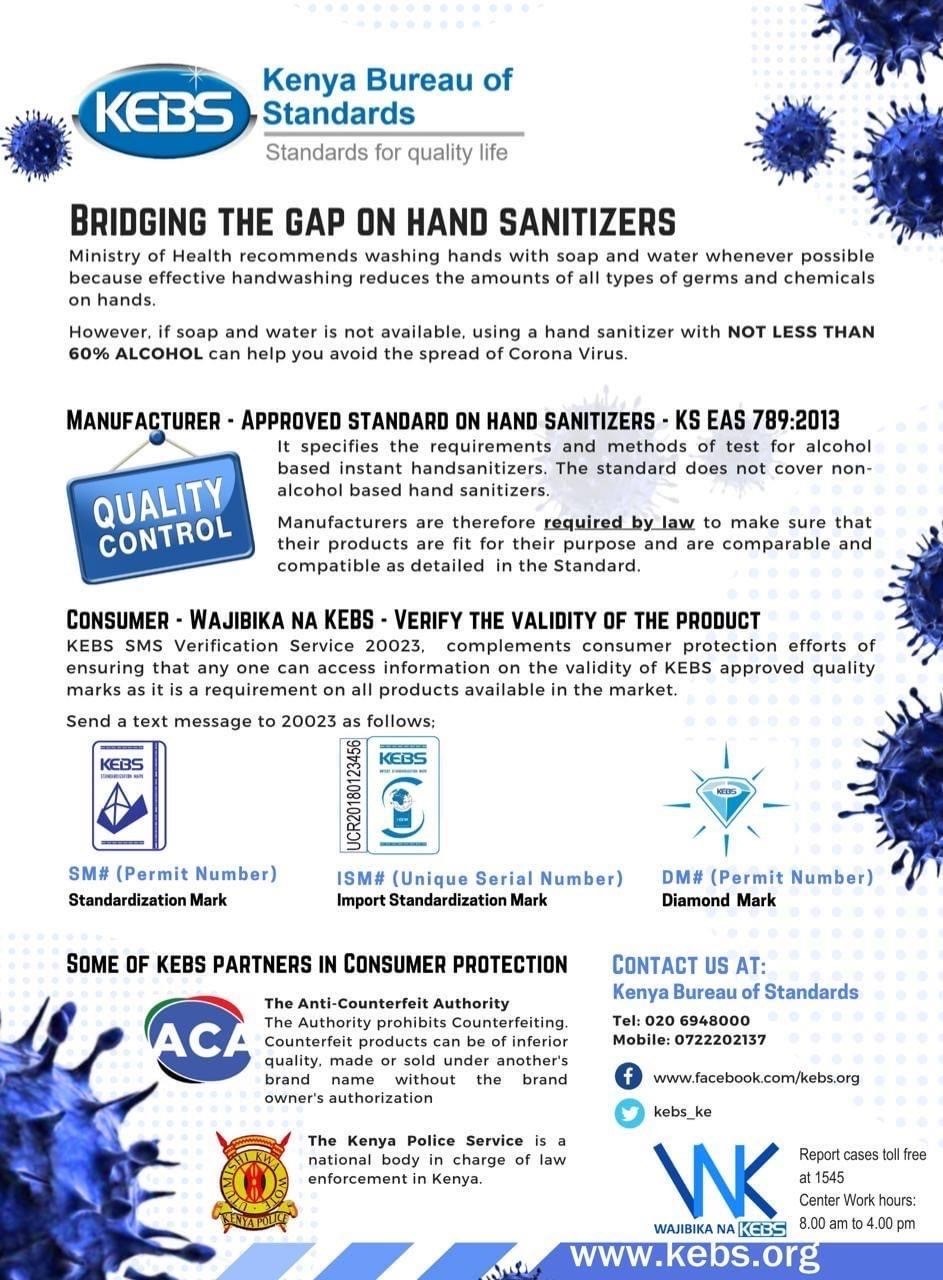 KEBS
Kenya Bureau of
Standards
Standards for quality life
BRIDGING THE GAP ON HAND SANITIZERS
Ministry of Health recommends washing hands with soap and water whenever possible
because effective handwashing reduces the amounts of all types of germs and chemicals
on hands.
However, if soap and water is not available, using a hand sanitizer with NOT LESS THAN
60% ALCOHOL can help you avoid the spread of Corona Virus.
MANUFACTURER - APPROVED STANDARD ON HAND SANITIZERS - KS EAS 789:2013
QUALITY
CONTROL
It specifies the requirements and methods of test for alcohol
based instant handsanitizers. The standard does not cover non-
alcohol based hand sanitizers.
Manufacturers are therefore required by law to make sure that
their products are fit for their purpose and are comparable and
compatible as detailed in the Standard.
CONSUMER - WAJIBIKA NA KEBS - VERIFY THE VALIDITY OF THE PRODUCT
KEBS SMS Verification Service 20023, complements consumer protection efforts of
ensuring that any one can access information on the validity of KEBS approved quality
marks as it is a requirement on all products available in the market.
Send a text message to 20023 as follows;
KEBS
STANDARDIZATION MARK
SM# (Permit Number)
Standardization Mark
UCR20180123456
KEBS
IMPORT STANDARDIZATION MARK
ISM# (Unique Serial Number)
Import Standardization Mark
KEBS
DM# (Permit Number)
Diamond Mark
SOME OF KEBS PARTNERS IN CONSUMER PROTECTION
ACA
The Anti-Counterfeit Authority
The Authority prohibits Counterfeiting.
Counterfeit products can be of inferior
quality, made or sold under another's
brand name without the brand
owner's authorization
UTUMISHI KWA WOTE
KENYA POLICE
The Kenya Police Service is a
national body in charge of law
enforcement in Kenya.
CONTACT US AT:
Kenya Bureau of Standards
Tel: 020 6948000
Mobile: 0722202137
www.facebook.com/kebs.org
kebs_ke
WK
WAJIBIKA NA KEBS
Report cases toll free
at 1545
Center Work hours:
8.00 am to 4.00 pm
www.kebs.org